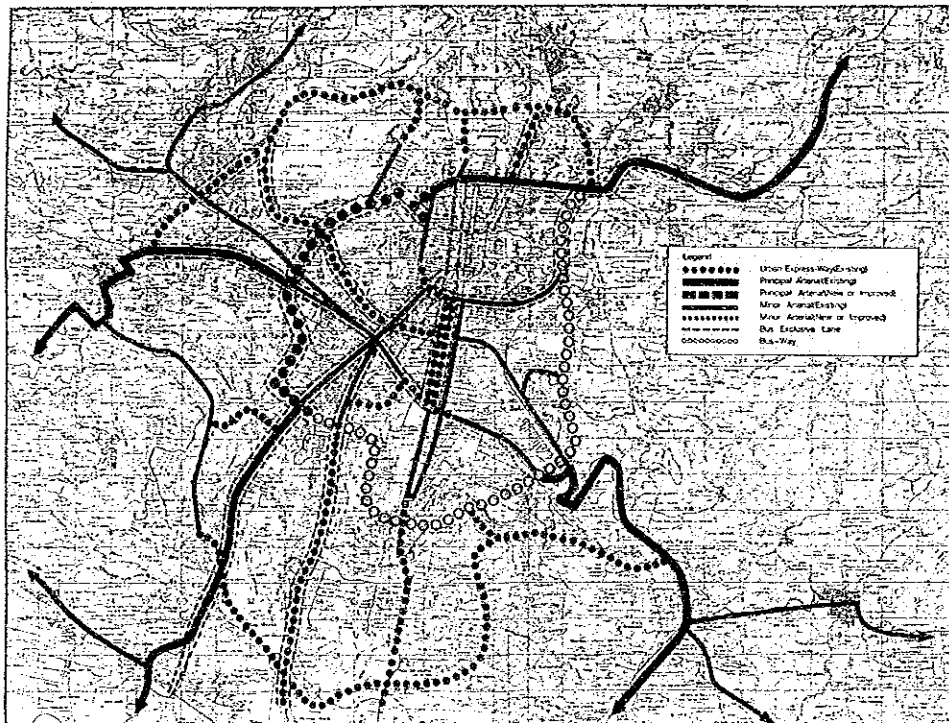 Legend
Urban Express-Way(Existing)
Principal Arterial(Existing)
Principal Arterial(New or Improved)
Minor Arterial(Existing)
Minor Arterial(New or Improved)
Bus Exclusive Lane
Bus-Way